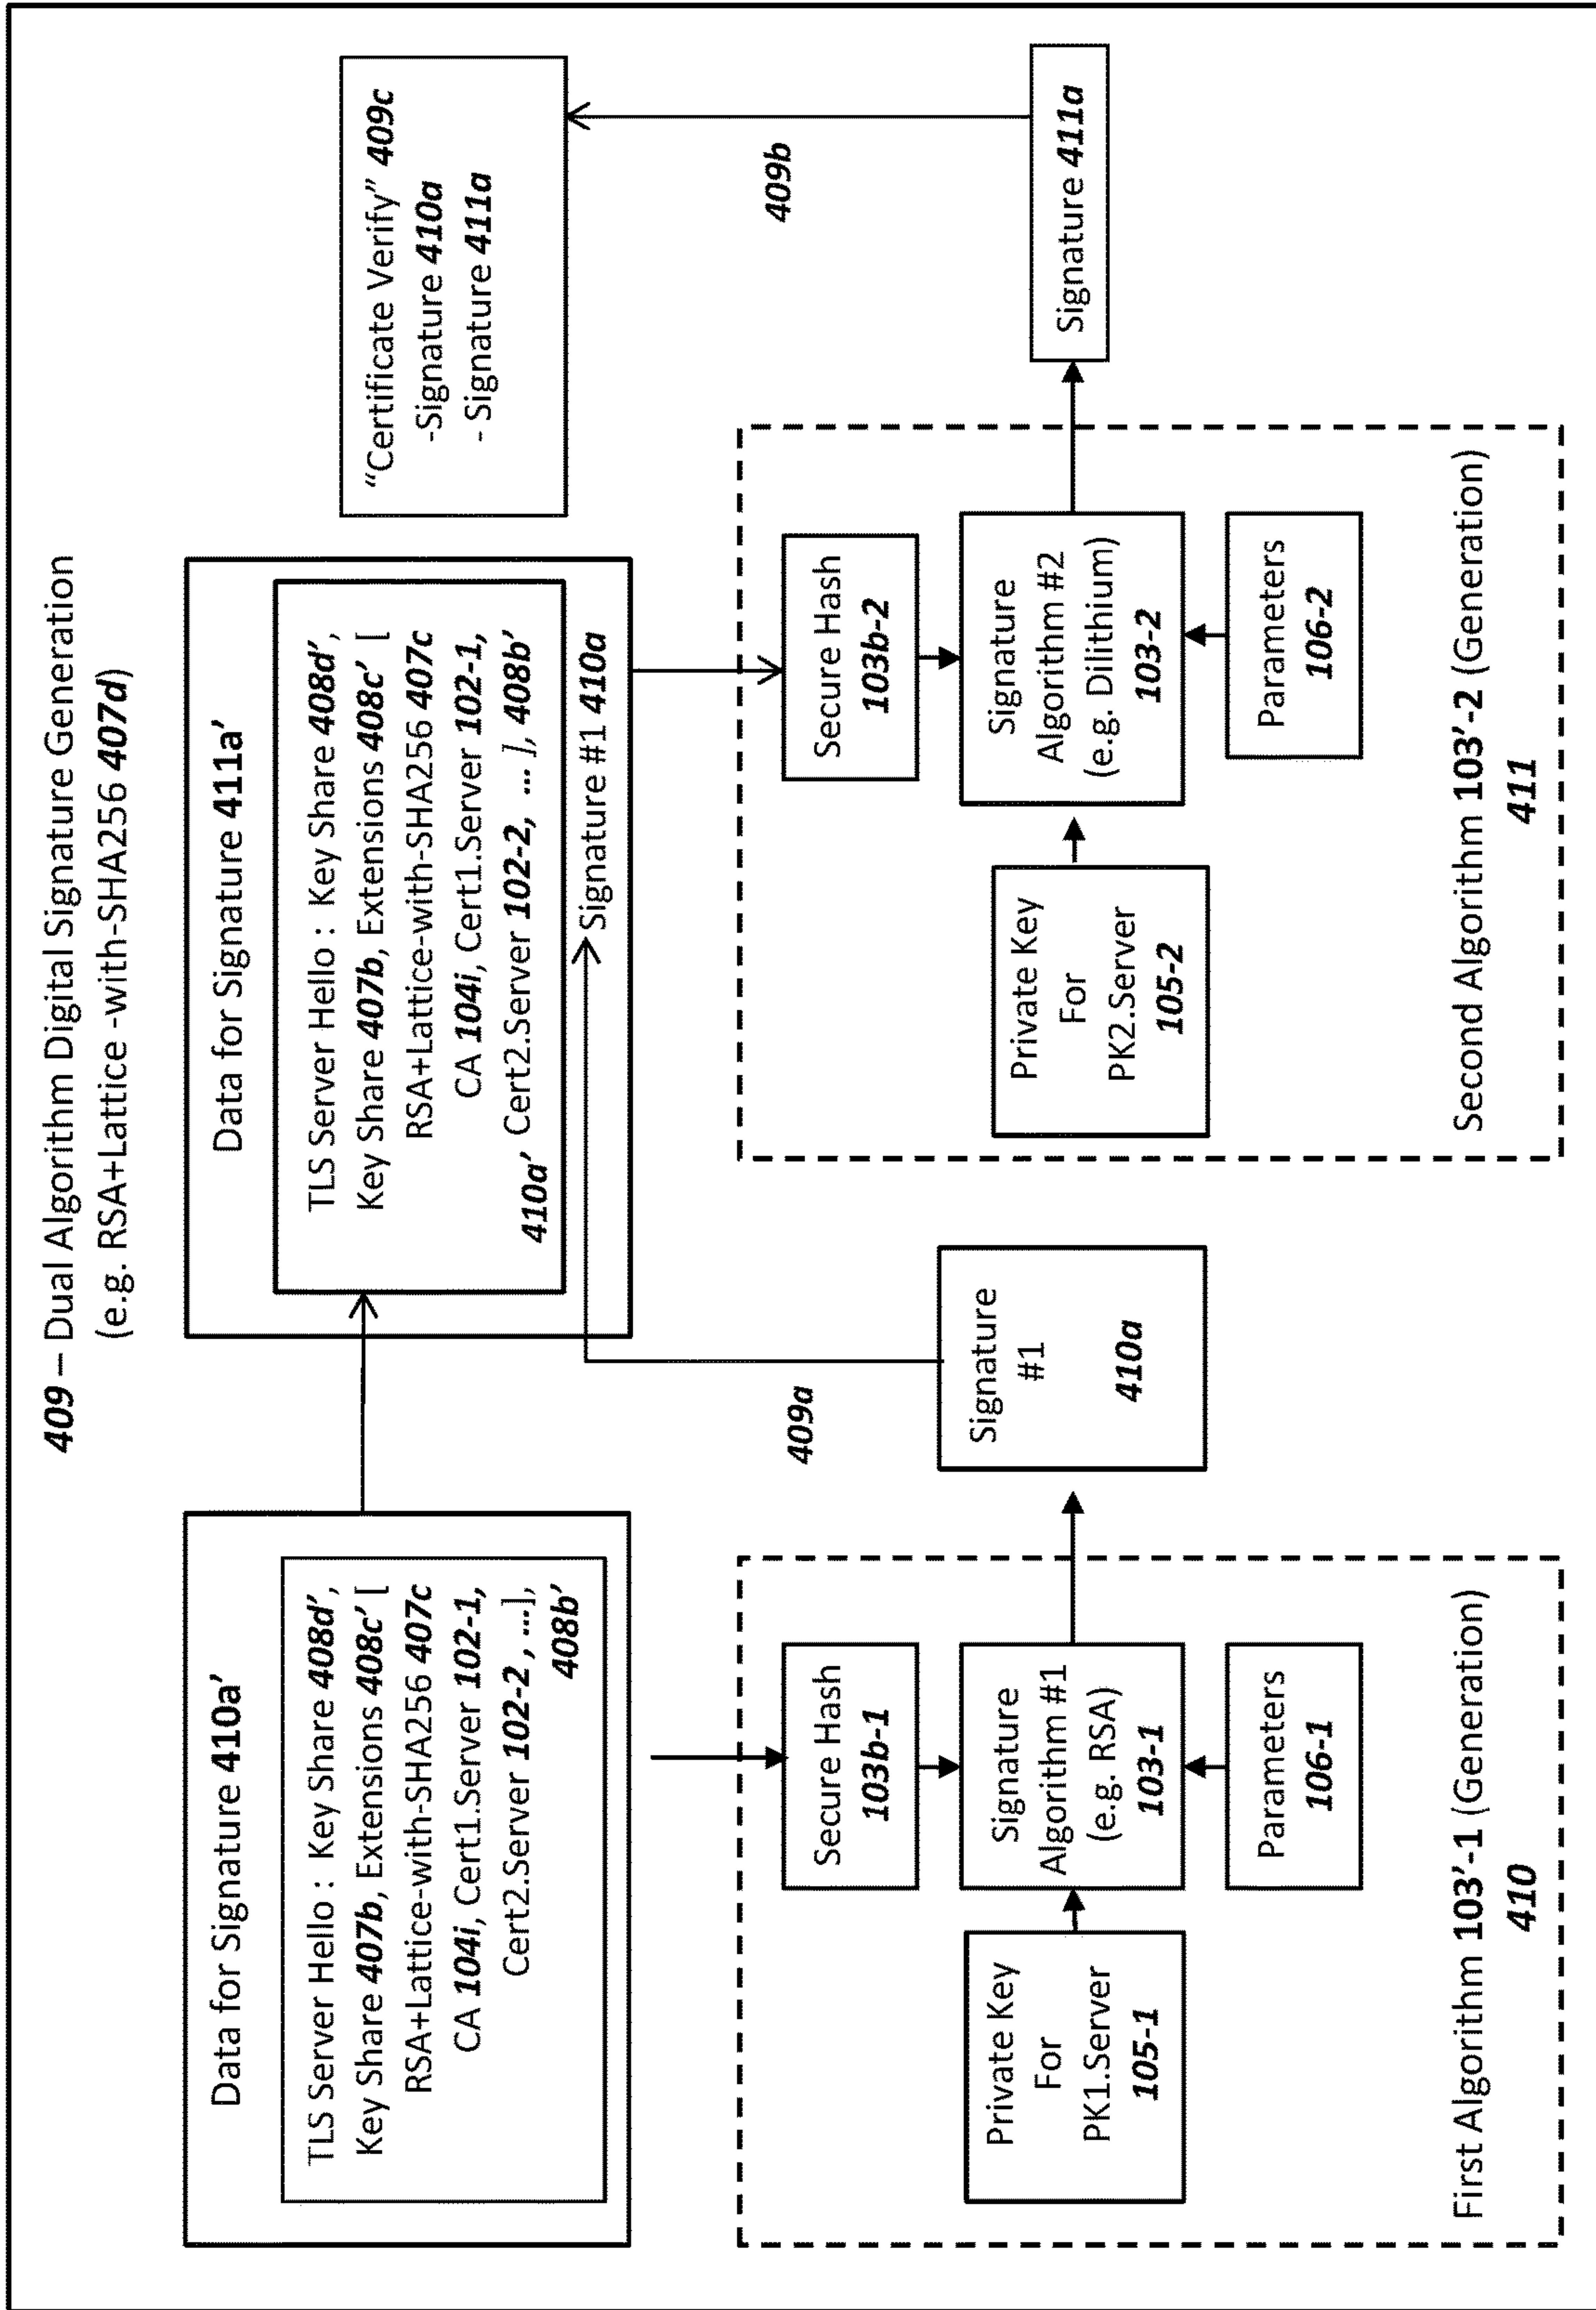 409 – Dual Algorithm Digital Signature Generation
(e.g. RSA+Lattice -with-SHA256 407d)
Data for Signature 410a'
TLS Server Hello : Key Share 408d',
Key Share 407b, Extensions 408c' [
RSA+Lattice-with-SHA256 407c
CA 104i, Cert1.Server 102-1,
Cert2.Server 102-2 , ...],
408b'
Data for Signature 411a'
TLS Server Hello : Key Share 408d',
Key Share 407b, Extensions 408c' [
RSA+Lattice-with-SHA256 407c
CA 104i, Cert1.Server 102-1,
Cert2.Server 102-2, ... ], 408b'
410a'
Signature #1 410a
“Certificate Verify” 409c
-Signature 410a
- Signature 411a
409a
409b
Secure Hash
103b-1
Private Key
For
PK1.Server
105-1
Signature
Algorithm #1
(e.g. RSA)
103-1
Parameters
106-1
First Algorithm 103'-1 (Generation)
410
Signature
#1
410a
Secure Hash
103b-2
Private Key
For
PK2.Server
105-2
Signature
Algorithm #2
(e.g. Dilithium)
103-2
Parameters
106-2
Second Algorithm 103'-2 (Generation)
411
Signature 411a